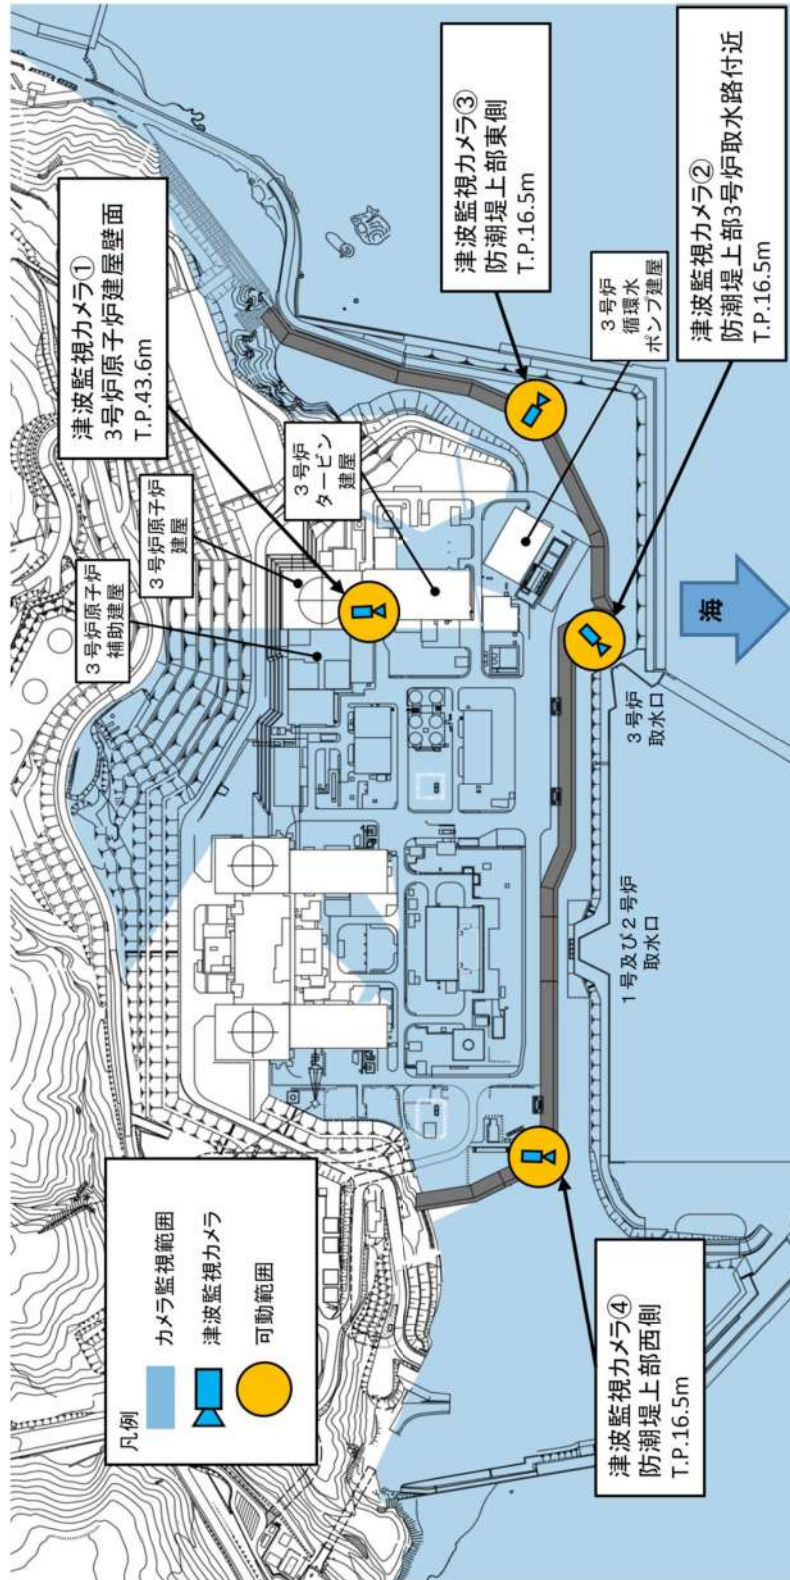 凡例
カメラ監視範囲
津波監視カメラ
可動範囲
津波監視カメラ①
3号炉原子炉建屋壁面
T.P.43.6m
津波監視カメラ③
防潮堤上部東側
T.P.16.5m
3号炉原子炉
補助建屋
3号炉原子炉
建屋
3号炉
タービン
建屋
3号炉
循環水
ポンプ建屋
津波監視カメラ②
防潮堤上部3号炉取水路付近
T.P.16.5m
津波監視カメラ④
防潮堤上部西側
T.P.16.5m
1号及び2号炉
取水口
3号炉
取水口
海